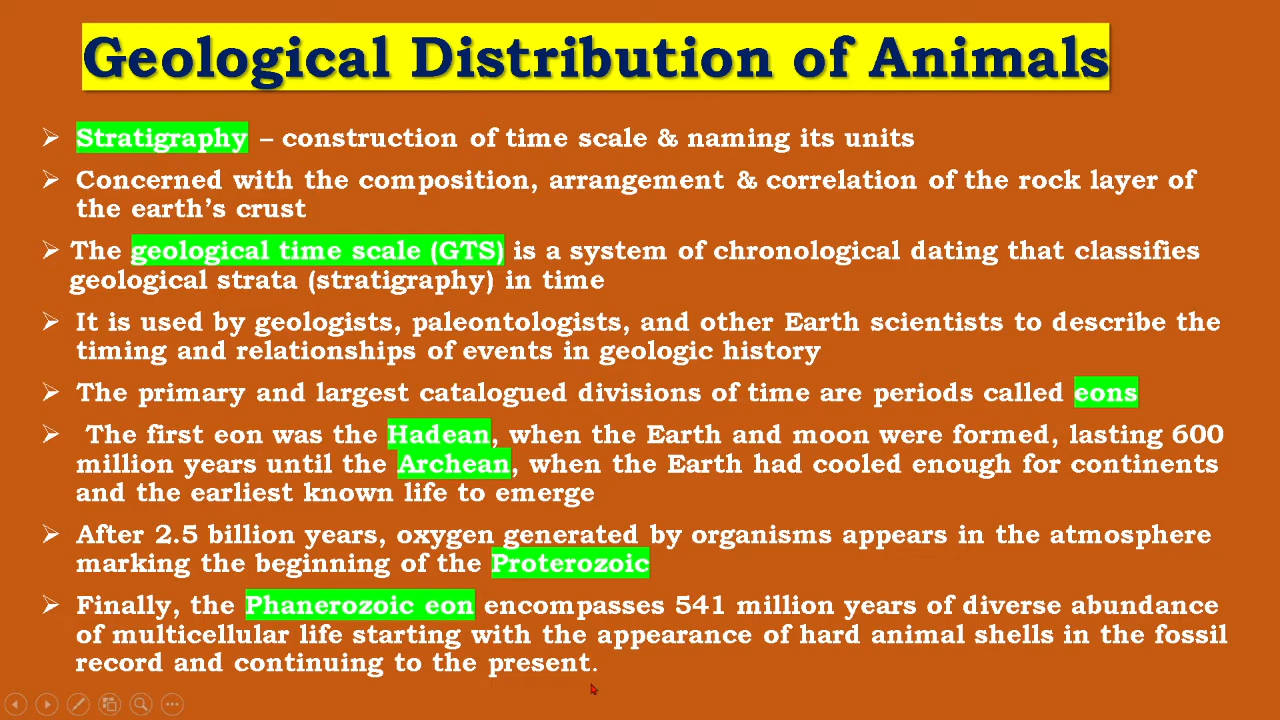 Geological Distribution of Animals
➢ Stratigraphy – construction of time scale & naming its units
➢ Concerned with the composition, arrangement & correlation of the rock layer of
the earth's crust
➢ The geological time scale (GTS) is a system of chronological dating that classifies
geological strata (stratigraphy) in time
➢ It is used by geologists, paleontologists, and other Earth scientists to describe the
timing and relationships of events in geologic history
➢ The primary and largest catalogued divisions of time are periods called eons
➢ The first eon was the Hadean, when the Earth and moon were formed, lasting 600
million years until the Archean, when the Earth had cooled enough for continents
and the earliest known life to emerge
➢ After 2.5 billion years, oxygen generated by organisms appears in the atmosphere
marking the beginning of the Proterozoic
➢ Finally, the Phanerozoic eon encompasses 541 million years of diverse abundance
of multicellular life starting with the appearance of hard animal shells in the fossil
record and continuing to the present.